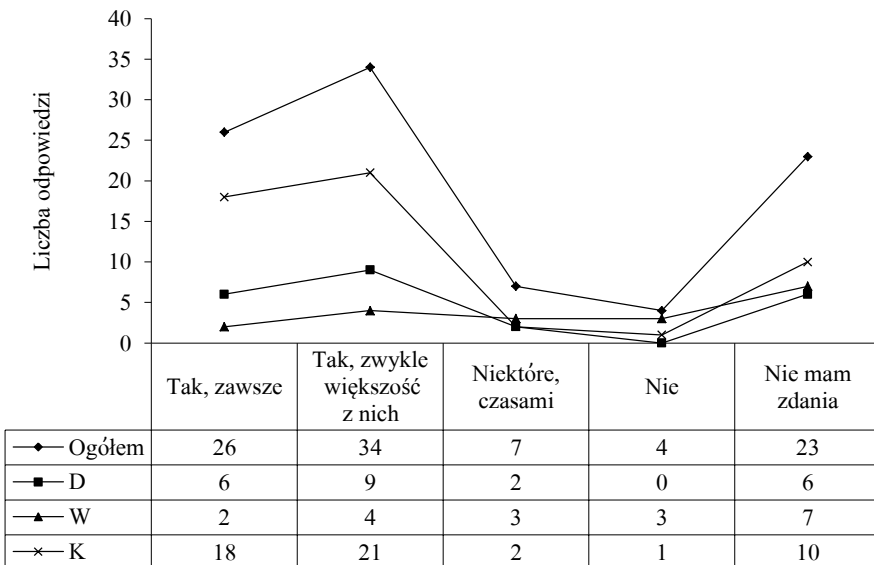 40
35
30
25
20
15
10
5
0
Liczba odpowiedzi
Tak, zawsze
Tak, zwykle
większość
z nich
Niektóre,
czasami
Nie
Nie mam
zdania
Ogółem 26 34 7 4 23
D 6 9 2 0 6
W 2 4 3 3 7
K 18 21 2 1 10